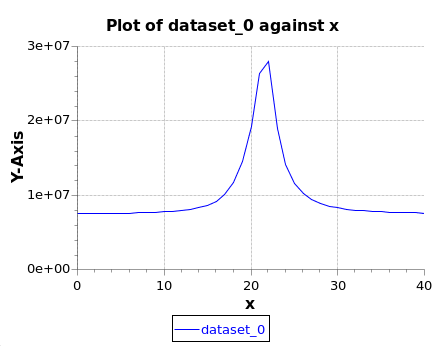 Plot of dataset_0 against x
3e+07
2e+07
1e+07
0e+00
Y-Axis
0 10 20 30 40
x
dataset_0